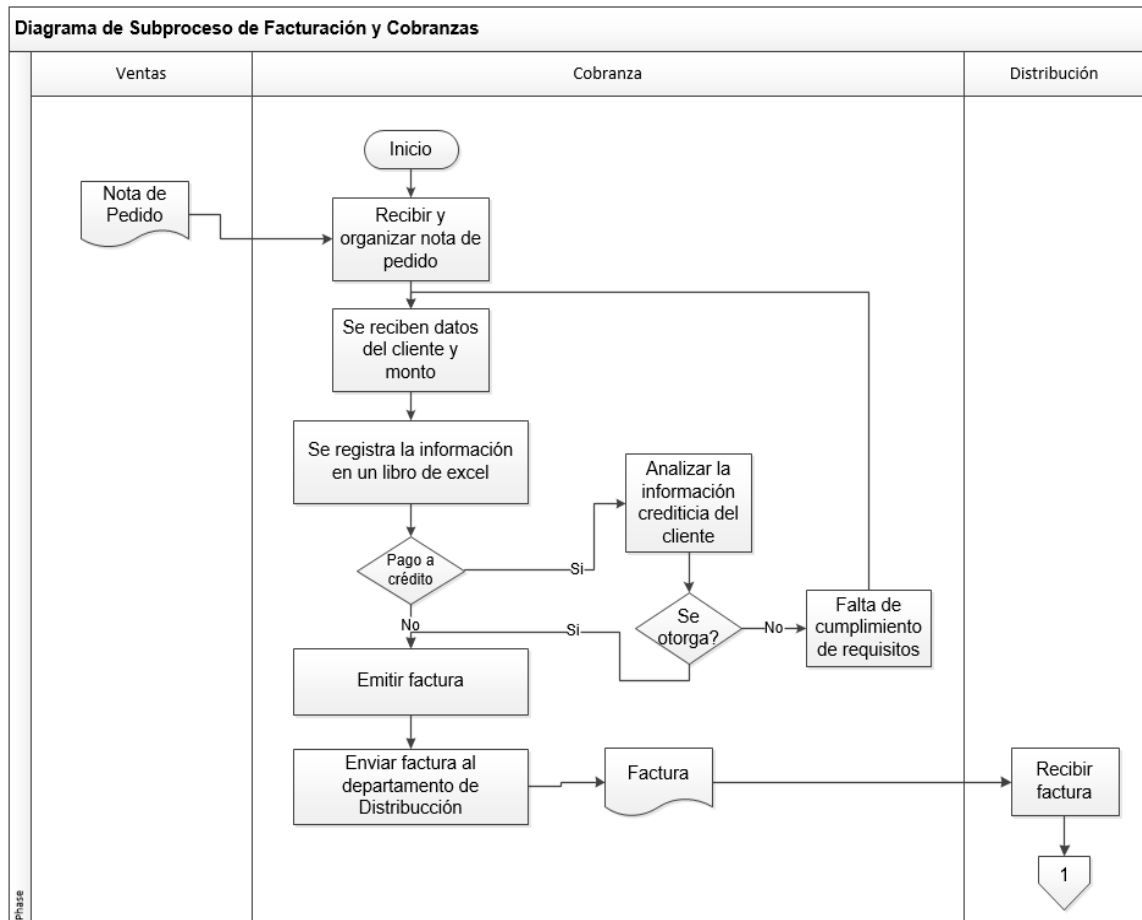 Diagrama de Subproceso de Facturación y Cobranzas
Ventas
Cobranza
Distribución
Inicio
Nota de
Pedido
Recibir y
organizar nota de
pedido
Se reciben datos
del cliente y
monto
Se registra la información
en un libro de excel
Analizar la
información
crediticia del
cliente
Pago a
crédito
Si
No
Se
otorga?
Si
No
Falta de
cumplimiento
de requisitos
Emitir factura
Enviar factura al
departamento de
Distribucción
Factura
Recibir
factura
1
Phase